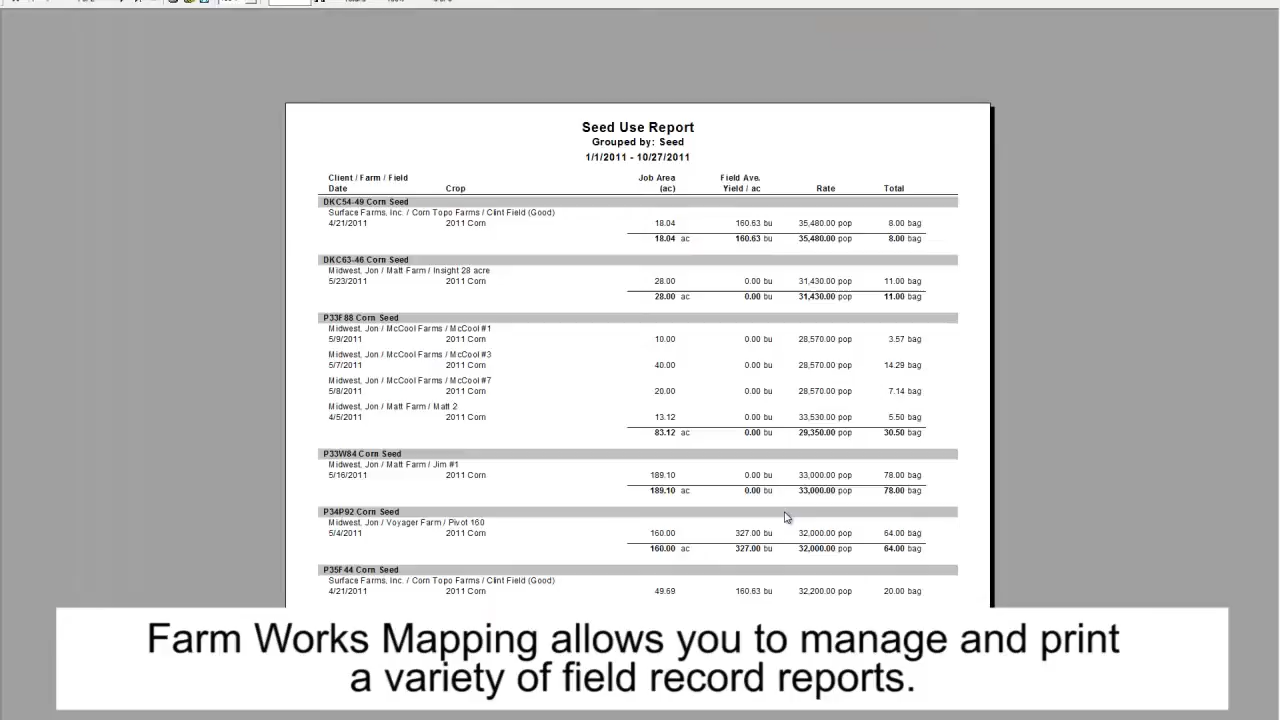 Seed Use Report
Grouped by: Seed
1/1/2011 - 10/27/2011
Client / Farm / Field Job Area Field Ave.
Date Crop (ac) Yield / ac Rate Total
DKC54-49 Corn Seed
Surface Farms, Inc. / Corn Topo Farms / Clint Field (Good)
4/21/2011 2011 Corn 18.04 160.63 bu 35,480.00 pop 8.00 bag
18.04 ac 160.63 bu 35,480.00 pop 8.00 bag
DKC63-46 Corn Seed
Midwest, Jon / Matt Farm / Insight 28 acre
5/23/2011 2011 Corn 28.00 0.00 bu 31,430.00 pop 11.00 bag
28.00 ac 0.00 bu 31,430.00 pop 11.00 bag
P33F88 Corn Seed
Midwest, Jon / McCool Farms / McCool #1
5/9/2011 2011 Corn 10.00 0.00 bu 28,570.00 pop 3.57 bag
Midwest, Jon / McCool Farms / McCool #3
5/7/2011 2011 Corn 40.00 0.00 bu 28,570.00 pop 14.29 bag
Midwest, Jon / McCool Farms / McCool #7
5/8/2011 2011 Corn 20.00 0.00 bu 28,570.00 pop 7.14 bag
Midwest, Jon / Matt Farm / Matt 2
4/5/2011 2011 Corn 13.12 0.00 bu 33,530.00 pop 5.50 bag
83.12 ac 0.00 bu 29,350.00 pop 30.50 bag
P33W84 Corn Seed
Midwest, Jon / Matt Farm / Jim #1
5/16/2011 2011 Corn 189.10 0.00 bu 33,000.00 pop 78.00 bag
189.10 ac 0.00 bu 33,000.00 pop 78.00 bag
P34P92 Corn Seed
Midwest, Jon / Voyager Farm / Pivot 160
5/4/2011 2011 Corn 160.00 327.00 bu 32,000.00 pop 64.00 bag
160.00 ac 327.00 bu 32,000.00 pop 64.00 bag
P35F44 Corn Seed
Surface Farms, Inc. / Corn Topo Farms / Clint Field (Good)
4/21/2011 2011 Corn 49.69 160.63 bu 32,200.00 pop 20.00 bag
Farm Works Mapping allows you to manage and print
a variety of field record reports.